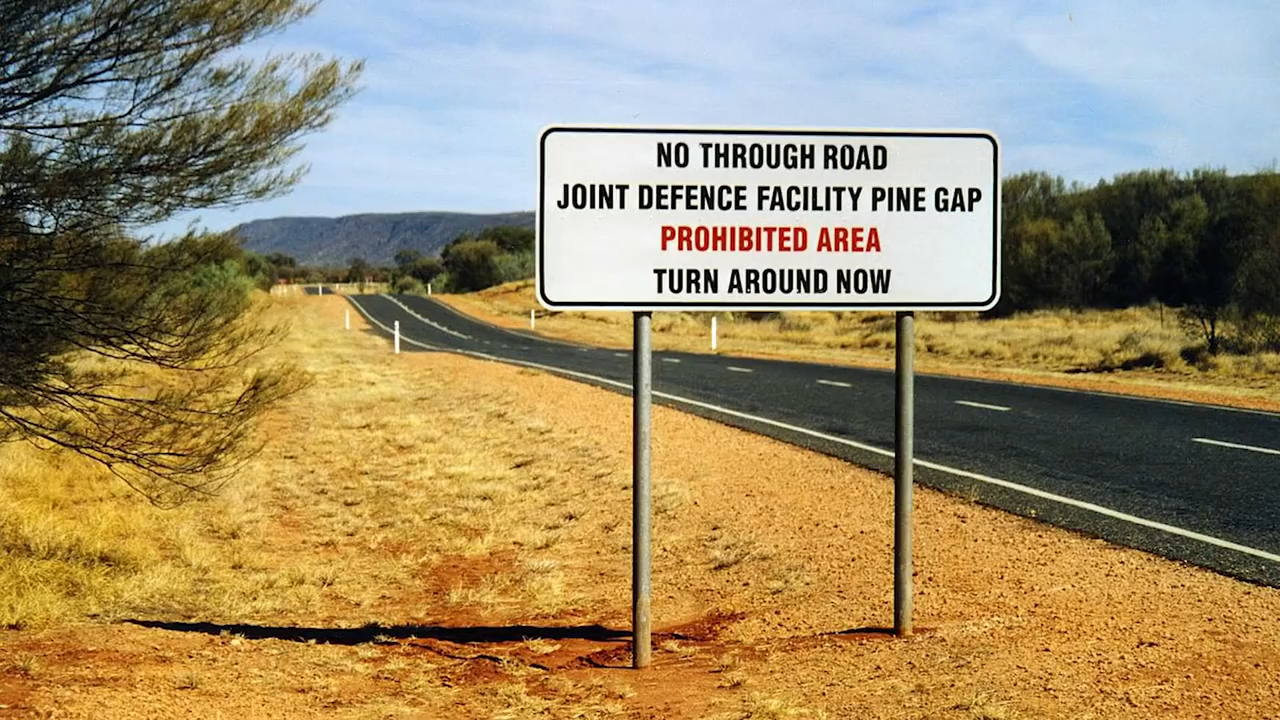 NO THROUGH ROAD
JOINT DEFENCE FACILITY PINE GAP
PROHIBITED AREA
TURN AROUND NOW